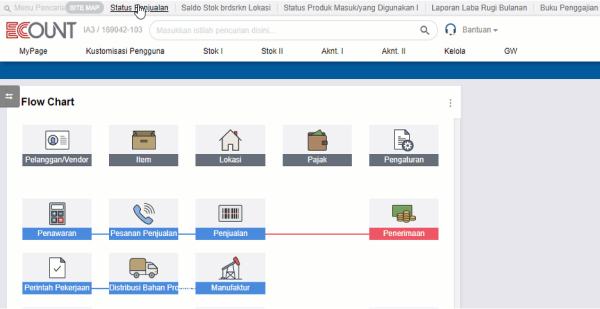 Menu Pencarian SITE MAP Status Penjualan Saldo Stok brdsrkn Lokasi Status Produk Masuk/yang Digunakan I Laporan Laba Rugi Bulanan Buku Penggajian
ECOUNT IA3 / 169042-103 Masukkan istilah pencarian disini... Bantuan
MyPage Kustomisasi Pengguna Stok I Stok II Aknt. I Aknt. II Kelola GW
Flow Chart
Pelanggan/Vendor Item Lokasi Pajak Pengaturan
Penawaran Pesanan Penjualan Penjualan Penerimaan
Perintah Pekerjaan Distribusi Bahan Manufaktur